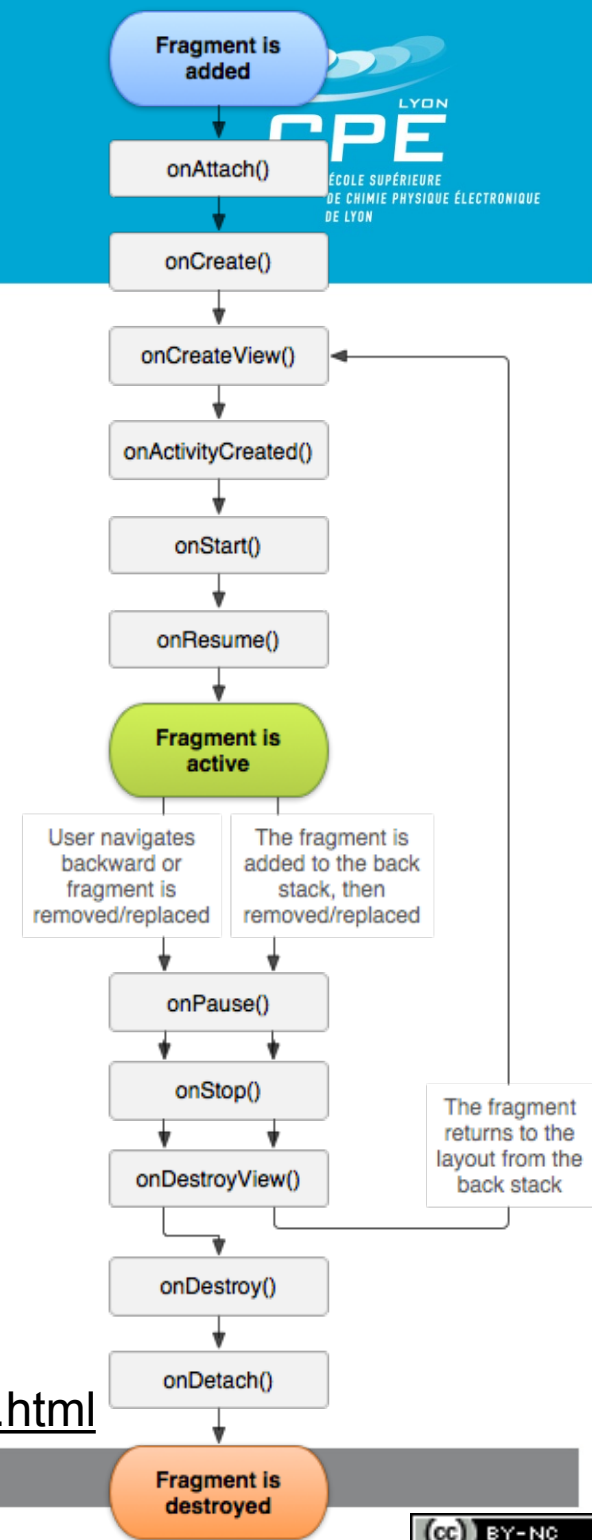 Fragment is
added
LYON
CPE
ÉCOLE SUPÉRIEURE
DE CHIMIE PHYSIQUE ÉLECTRONIQUE
DE LYON
onAttach()
onCreate()
onCreateView()
onActivityCreated()
onStart()
onResume()
Fragment is
active
User navigates
backward or
fragment is
removed/replaced
The fragment is
added to the back
stack, then
removed/replaced
onPause()
onStop()
onDestroyView()
The fragment
returns to the
layout from the
back stack
onDestroy()
onDetach()
.html
Fragment is
destroyed
(cc) BY-NC